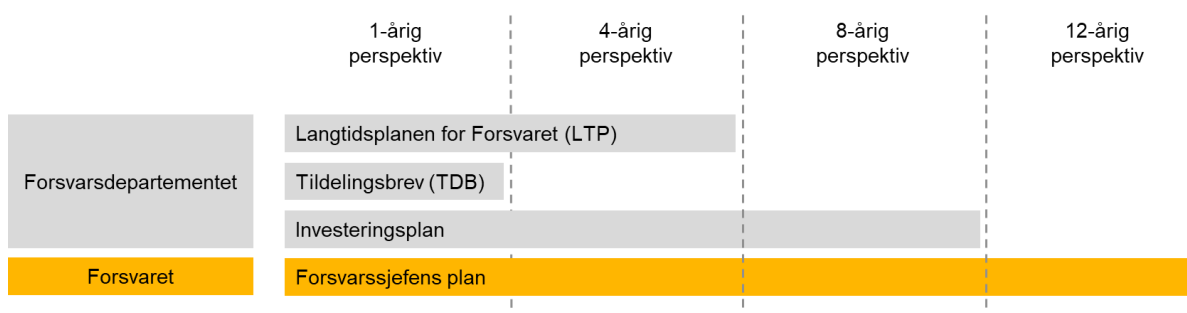 1-årig
perspektiv
4-årig
perspektiv
8-årig
perspektiv
12-årig
perspektiv
Forsvarsdepartementet
Langtidsplanen for Forsvaret (LTP)
Tildelingsbrev (TDB)
Investeringsplan
Forsvaret
Forsvarssjefens plan